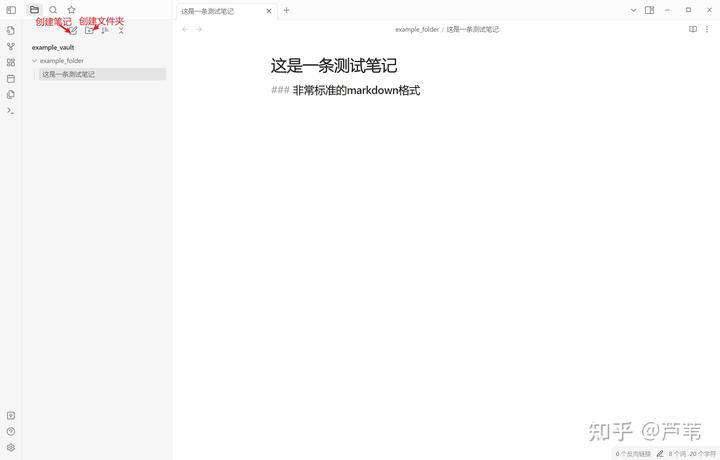 创建笔记 创建文件夹
这是一条测试笔记
example_folder / 这是一条测试笔记
example_vault
example_folder
这是一条测试笔记
这是一条测试笔记
### 非常标准的markdown格式
知乎 @芦苇
0 个反向链接 8 个词 20 个字符